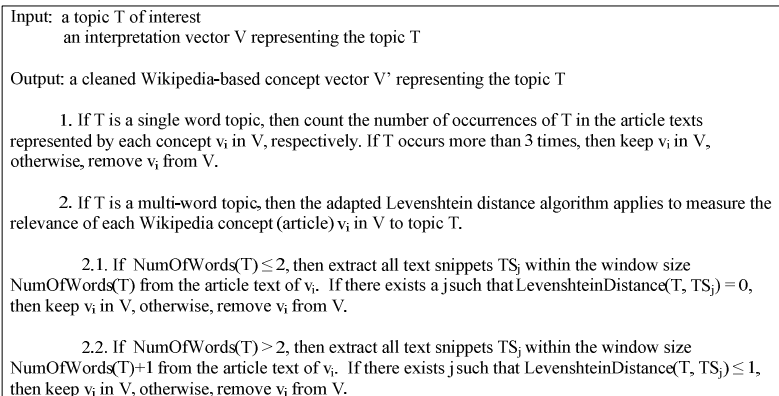 Input: a topic T of interest
an interpretation vector V representing the topic T
Output: a cleaned Wikipedia-based concept vector V’ representing the topic T
1. If T is a single word topic, then count the number of occurrences of T in the article texts
represented by each concept vi in V, respectively. If T occurs more than 3 times, then keep vi in V,
otherwise, remove vi from V.
2. If T is a multi-word topic, then the adapted Levenshtein distance algorithm applies to measure the
relevance of each Wikipedia concept (article) vi in V to topic T.
2.1. If NumOfWords(T) ≤ 2, then extract all text snippets TSj within the window size
NumOfWords(T) from the article text of vi. If there exists a j such that LevenshteinDistance(T, TSj) = 0,
then keep vi in V, otherwise, remove vi from V.
2.2. If NumOfWords(T) > 2, then extract all text snippets TSj within the window size
NumOfWords(T)+1 from the article text of vi. If there exists j such that LevenshteinDistance(T, TSj) ≤ 1,
then keep vi in V, otherwise, remove vi from V.